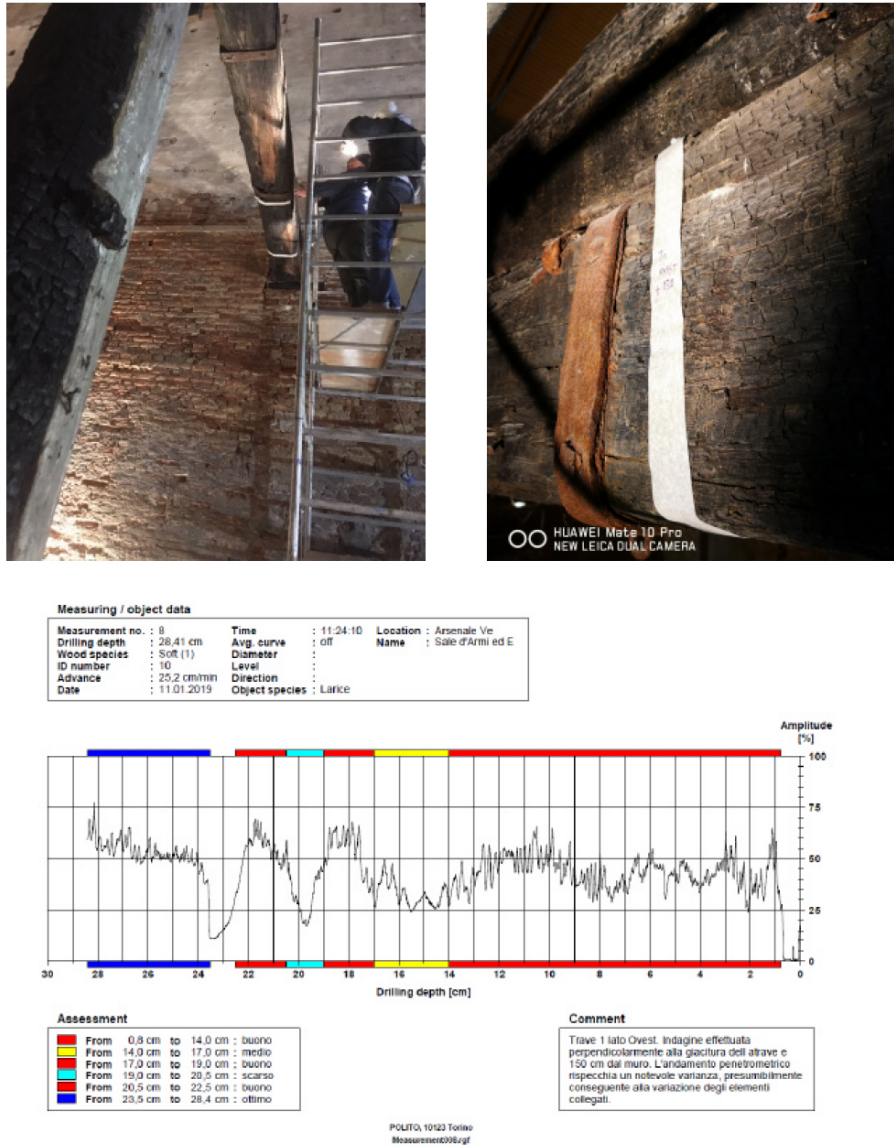 HUAWEI Mate 10 Pro
NEW LEICA DUAL CAMERA
Measuring / object data
Measurement no. : 8 Time : 11:24:10 Location : Arsenale Ve
Drilling depth : 28,41 cm Avg. curve : off Name : Sale d'Armi ed E
Wood species : Soft (1) Diameter :
ID number : 10 Level :
Advance : 25,2 cm/min Direction :
Date : 11.01.2019 Object species : Larice
Amplitude
[%]
100
75
50
25
0
30 28 26 24 22 20 18 16 14 12 10 8 6 4 2 0
Drilling depth [cm]
Assessment
From 0,8 cm to 14,0 cm : buono
From 14,0 cm to 17,0 cm : medio
From 17,0 cm to 19,0 cm : buono
From 19,0 cm to 20,5 cm : scarso
From 20,5 cm to 22,5 cm : buono
From 23,5 cm to 28,4 cm : ottimo
Comment
Trave 1 lato Ovest. Indagine effettuata
perpendicolarmente alla giacitura dell atrave e
150 cm dal muro. L'andamento penetrometrico
rispecchia un notevole varianza, presumibilmente
conseguente alla variazione degli elementi
collegati.
POLITO, 10123 Torino
Measurement008.rgf